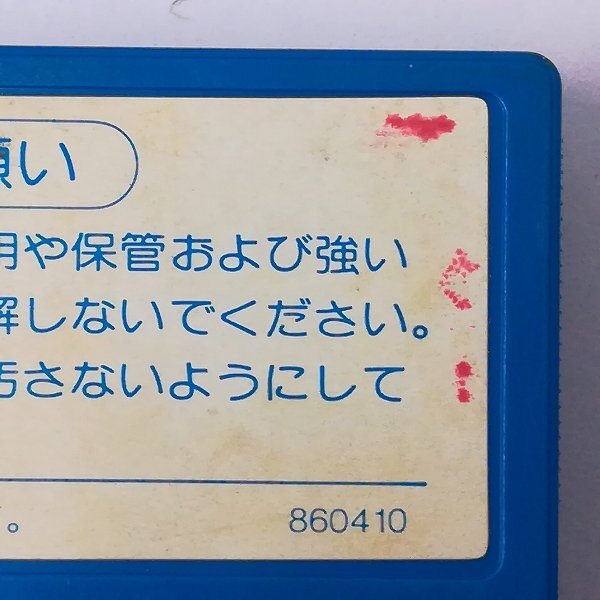 願い
用や保管および強い
解しないでください。
汚さないようにして
。
860410